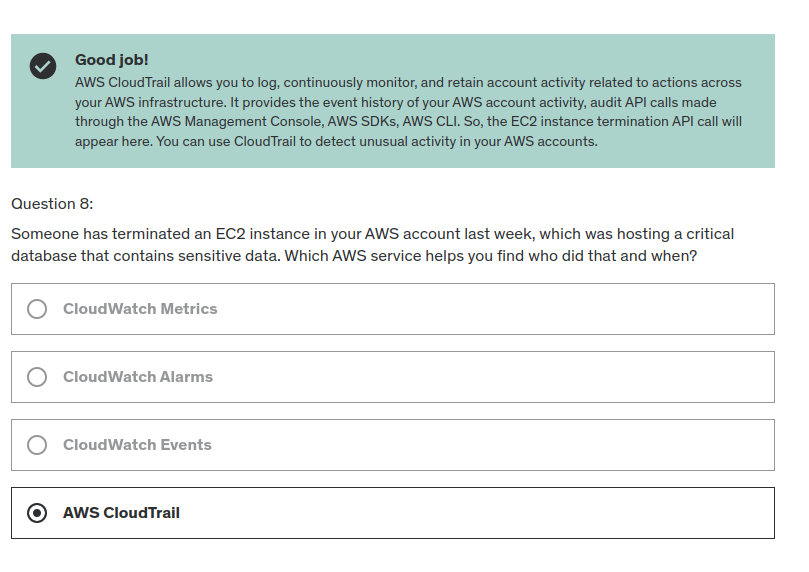 Good job!
AWS CloudTrail allows you to log, continuously monitor, and retain account activity related to actions across
your AWS infrastructure. It provides the event history of your AWS account activity, audit API calls made
through the AWS Management Console, AWS SDKs, AWS CLI. So, the EC2 instance termination API call will
appear here. You can use CloudTrail to detect unusual activity in your AWS accounts.
Question 8:
Someone has terminated an EC2 instance in your AWS account last week, which was hosting a critical
database that contains sensitive data. Which AWS service helps you find who did that and when?
CloudWatch Metrics
CloudWatch Alarms
CloudWatch Events
AWS CloudTrail